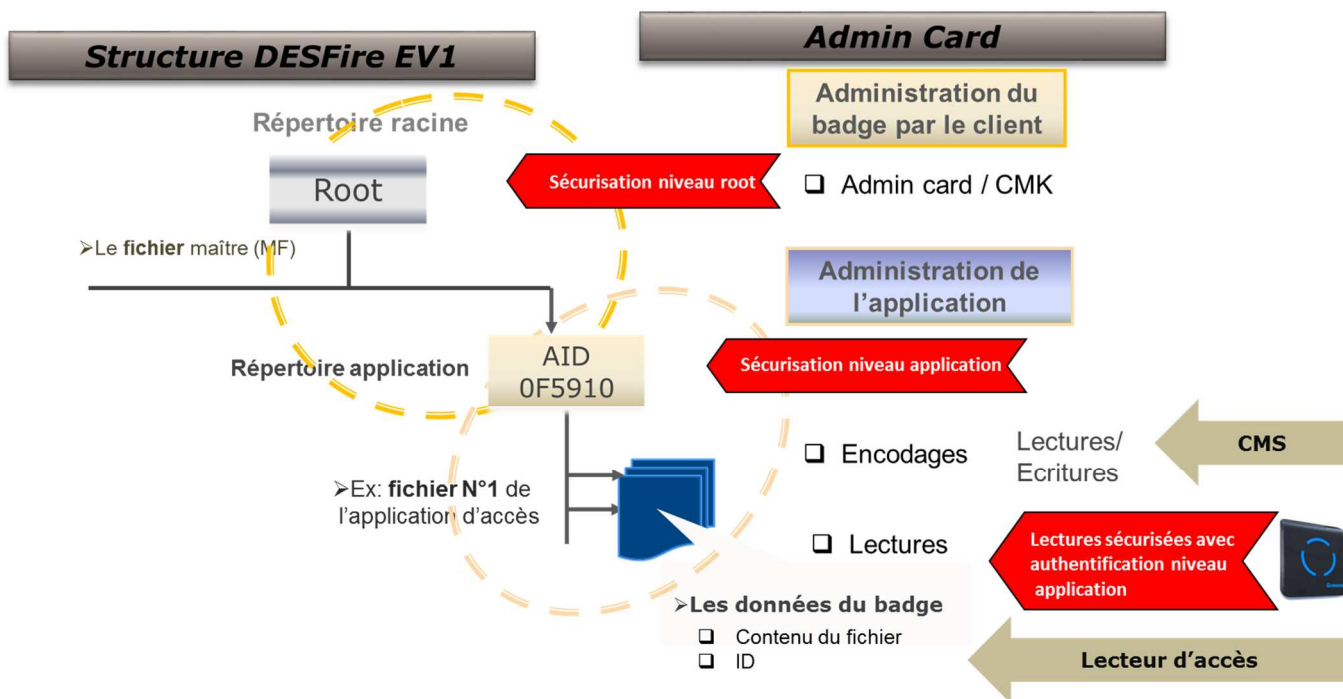 Structure DESFire EV1
Admin Card
Administration du
badge par le client
Répertoire racine
Root
Sécurisation niveau root
❑ Admin card / CMK
➢Le fichier maître (MF)
Administration de
l'application
Répertoire application
AID
0F5910
Sécurisation niveau application
❑ Encodages
Lectures/
Ecritures
CMS
➢Ex: fichier N°1 de
l'application d'accès
❑ Lectures
Lectures sécurisées avec
authentification niveau
application
➢Les données du badge
❑ Contenu du fichier
❑ ID
Lecteur d'accès